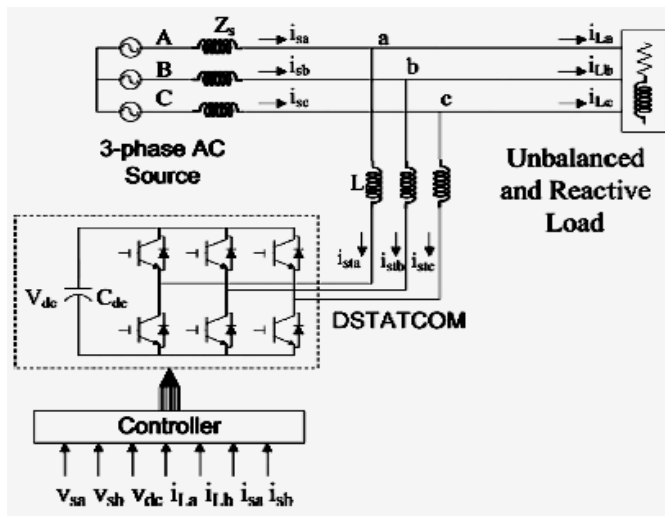 A Zs isa a iLa
B isb b iLb
C isc c iLc
3-phase AC
Source
Unbalanced
and Reactive
Load
L
ista istb istc
Vdc Cdc
DSTATCOM
Controller
vsa vsb vdc iLa iLb isa isb